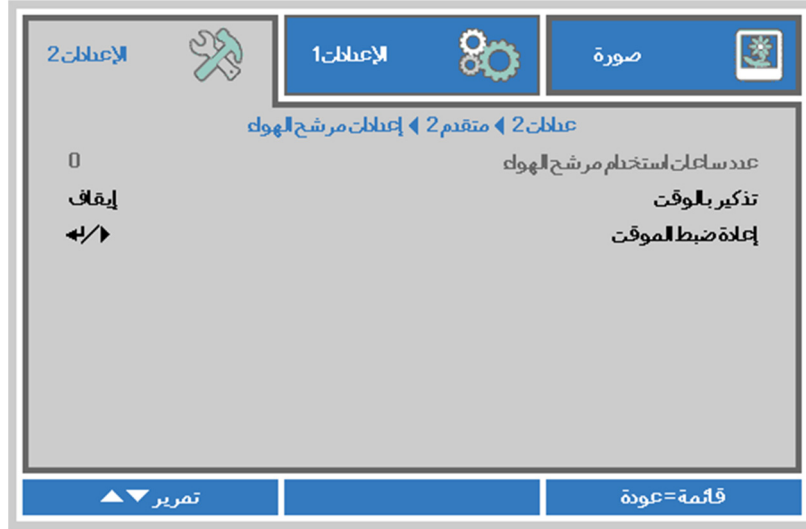 صورة
الإعدادات 1
الإعدادات 2
عدادات 2 ◀ متقدم 2 ◀ إعدادات مرشح الهواء
عدد ساعات استخدام مرشح الهواء 0
تذكير بالوقت إيقاف
إعادة ضبط الموقت
قائمة=عودة
تمرير